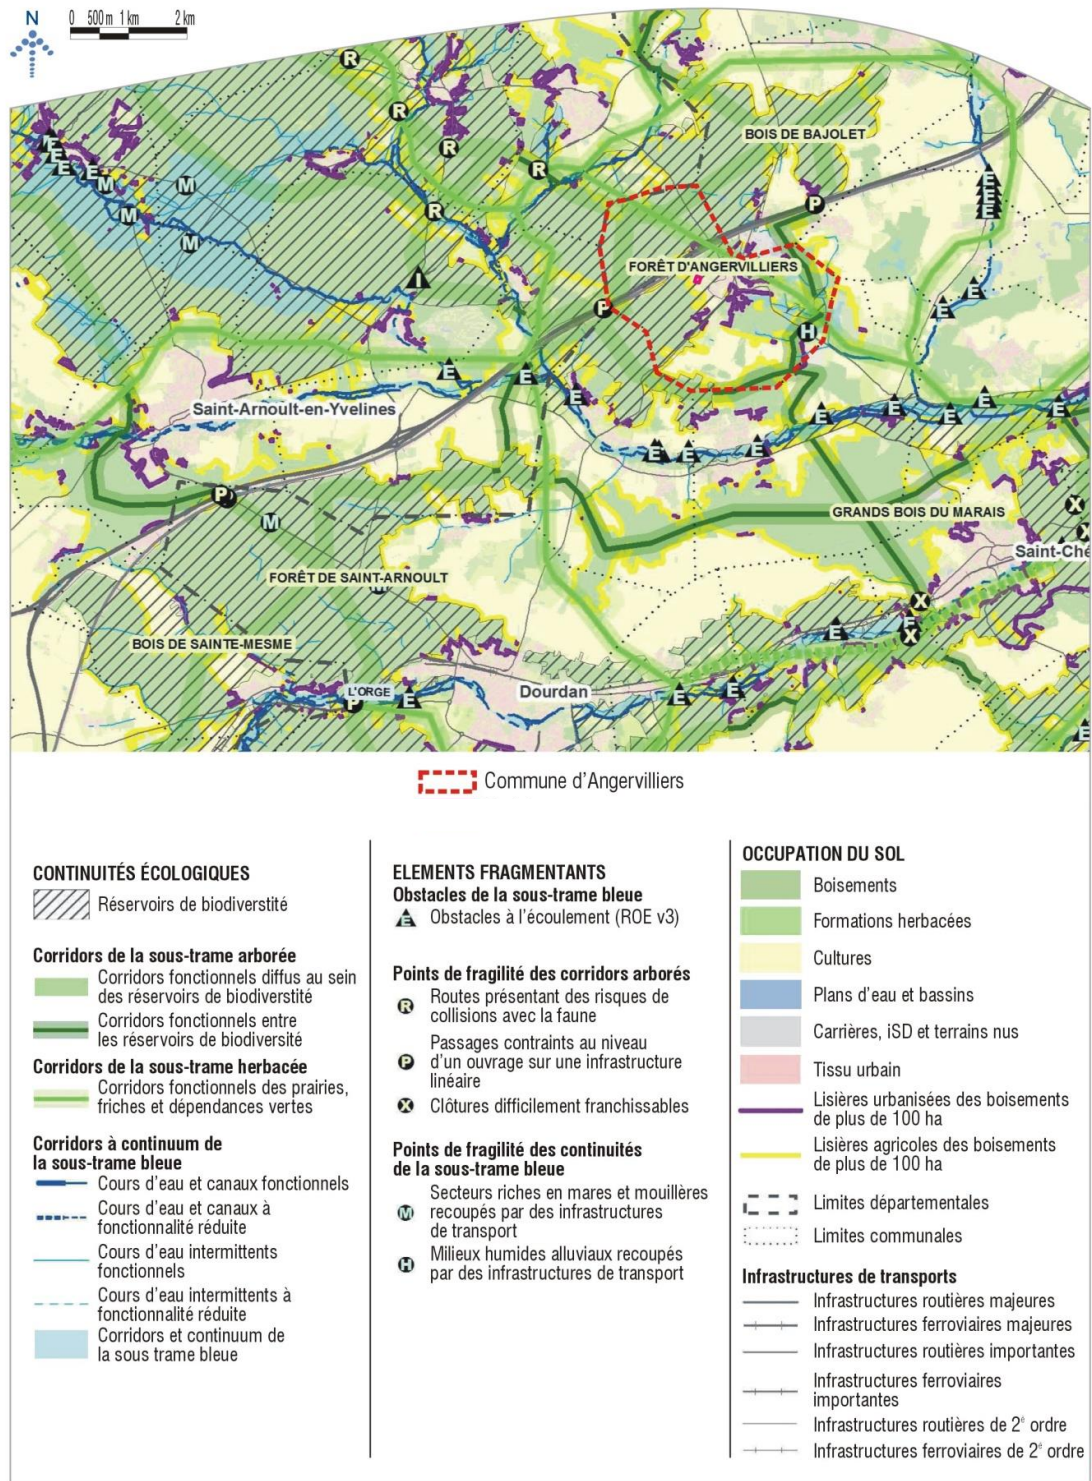 N
0 500 m 1 km 2 km
R
R
R
R
R
E
E
E
E
M
M
M
M
I
BOIS DE BAJOLET
E
E
E
E
P
FORÊT D'ANGERVILLIERS
P
H
E
E
E
E
E
Saint-Arnoult-en-Yvelines
E
E
E
E
E
E
E
E
P
M
GRANDS BOIS DU MARAIS
X
Saint-Che
FORÊT DE SAINT-ARNOULT
X
E
E
X
BOIS DE SAINTE-MESME
L'ORGE
P
E
Dourdan
E
E
E
Commune d'Angervilliers
CONTINUITÉS ÉCOLOGIQUES
Réservoirs de biodiverstité
Corridors de la sous-trame arborée
Corridors fonctionnels diffus au sein
des réservoirs de biodiverstité
Corridors fonctionnels entre
les réservoirs de biodiversité
Corridors de la sous-trame herbacée
Corridors fonctionnels des prairies,
friches et dépendances vertes
Corridors à continuum de
la sous-trame bleue
Cours d'eau et canaux fonctionnels
Cours d'eau et canaux à
fonctionnalité réduite
Cours d'eau intermittents
fonctionnels
Cours d'eau intermittents à
fonctionnalité réduite
Corridors et continuum de
la sous trame bleue
ELEMENTS FRAGMENTANTS
Obstacles de la sous-trame bleue
E Obstacles à l'écoulement (ROE v3)
Points de fragilité des corridors arborés
R Routes présentant des risques de
collisions avec la faune
P Passages contraints au niveau
d'un ouvrage sur une infrastructure
linéaire
X Clôtures difficilement franchissables
Points de fragilité des continuités
de la sous-trame bleue
M Secteurs riches en mares et mouillères
recoupés par des infrastructures
de transport
H Milieux humides alluviaux recoupés
par des infrastructures de transport
OCCUPATION DU SOL
Boisements
Formations herbacées
Cultures
Plans d'eau et bassins
Carrières, iSD et terrains nus
Tissu urbain
Lisières urbanisées des boisements
de plus de 100 ha
Lisières agricoles des boisements
de plus de 100 ha
Limites départementales
Limites communales
Infrastructures de transports
Infrastructures routières majeures
Infrastructures ferroviaires majeures
Infrastructures routières importantes
Infrastructures ferroviaires
importantes
Infrastructures routières de 2è ordre
Infrastructures ferroviaires de 2è ordre